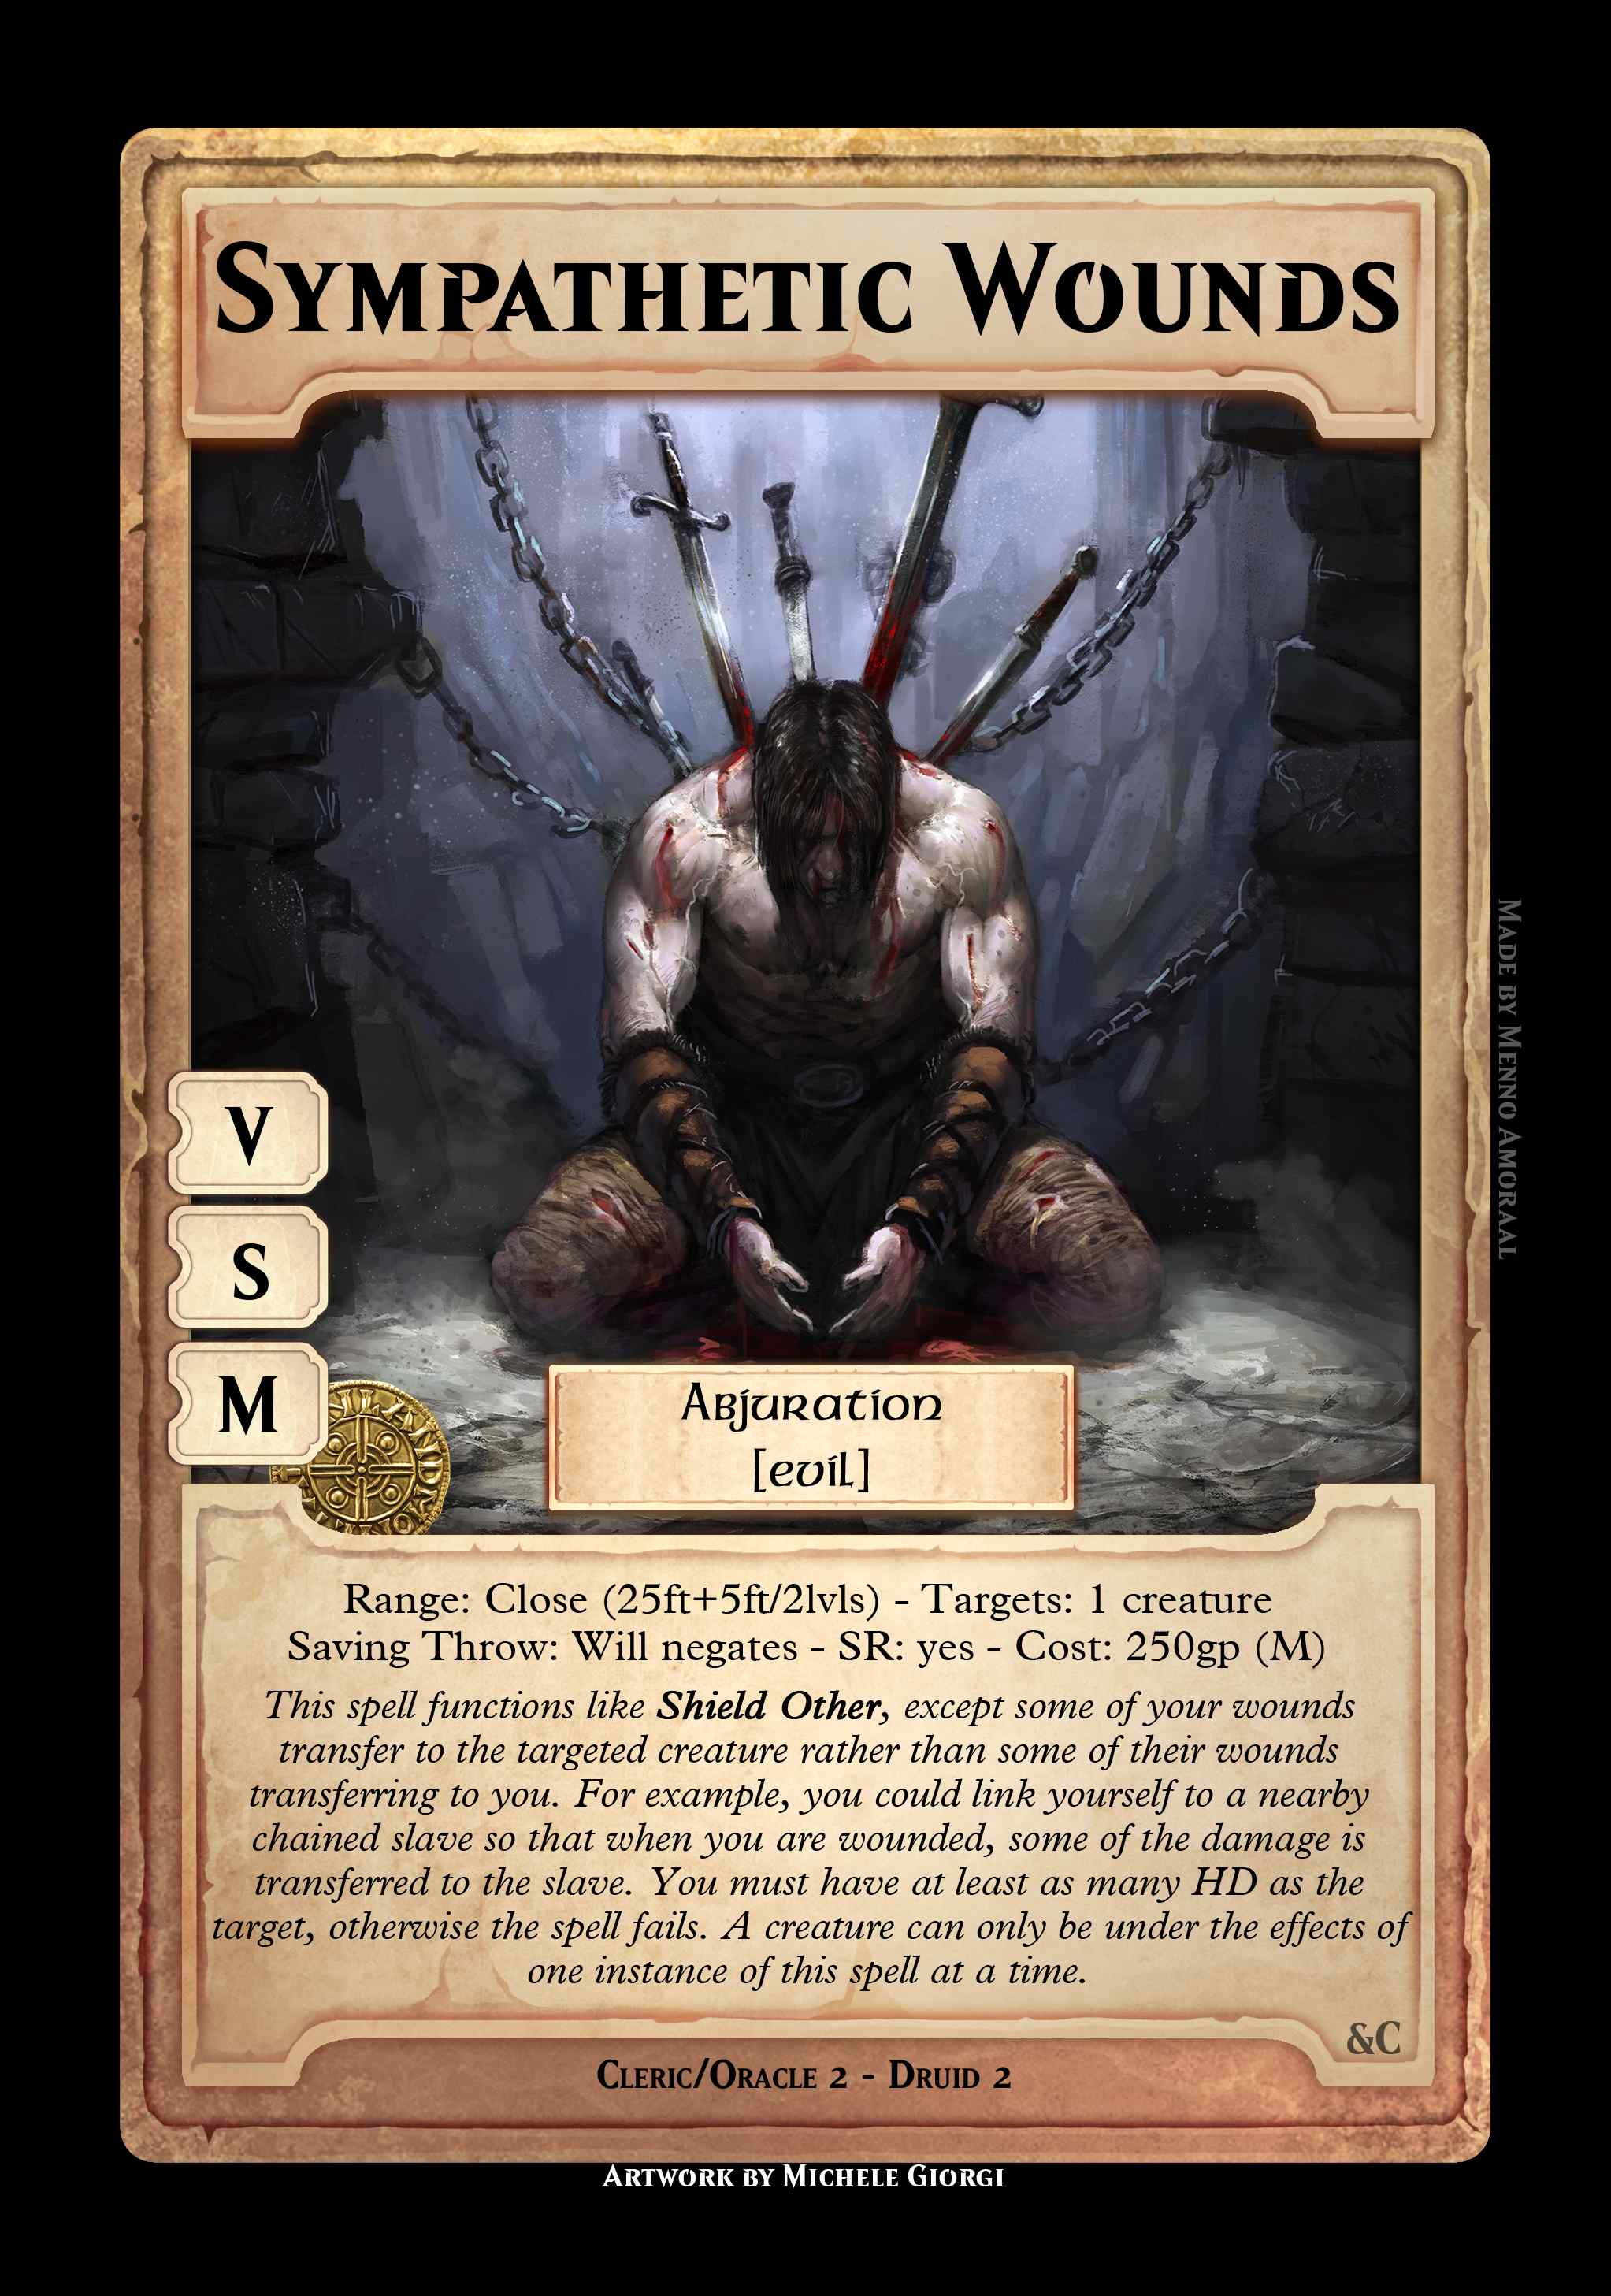 Sympathetic Wounds
V
S
M
Abjuration
[evil]
Range: Close (25ft+5ft/2lvls) - Targets: 1 creature
Saving Throw: Will negates - SR: yes - Cost: 250gp (M)
This spell functions like Shield Other, except some of your wounds
transfer to the targeted creature rather than some of their wounds
transferring to you. For example, you could link yourself to a nearby
chained slave so that when you are wounded, some of the damage is
transferred to the slave. You must have at least as many HD as the
target, otherwise the spell fails. A creature can only be under the effects of
one instance of this spell at a time.
&C
Cleric/Oracle 2 - Druid 2
Artwork by Michele Giorgi
Made by Menno Amoraal